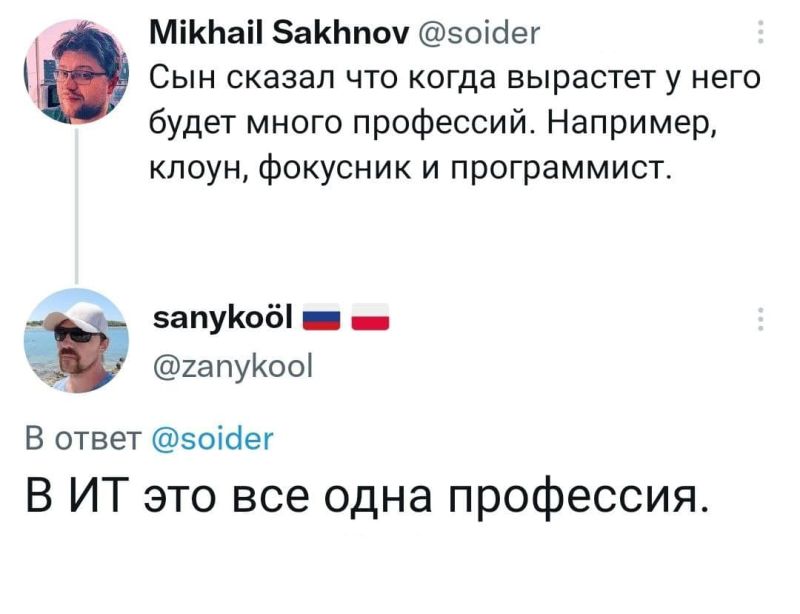 Mikhail Sakhnov @soider
Сын сказал что когда вырастет у него
будет много профессий. Например,
клоун, фокусник и программист.
sanykoöl 🇷🇺 🇵🇱
@zanykool
В ответ @soider
В ИТ это все одна профессия.